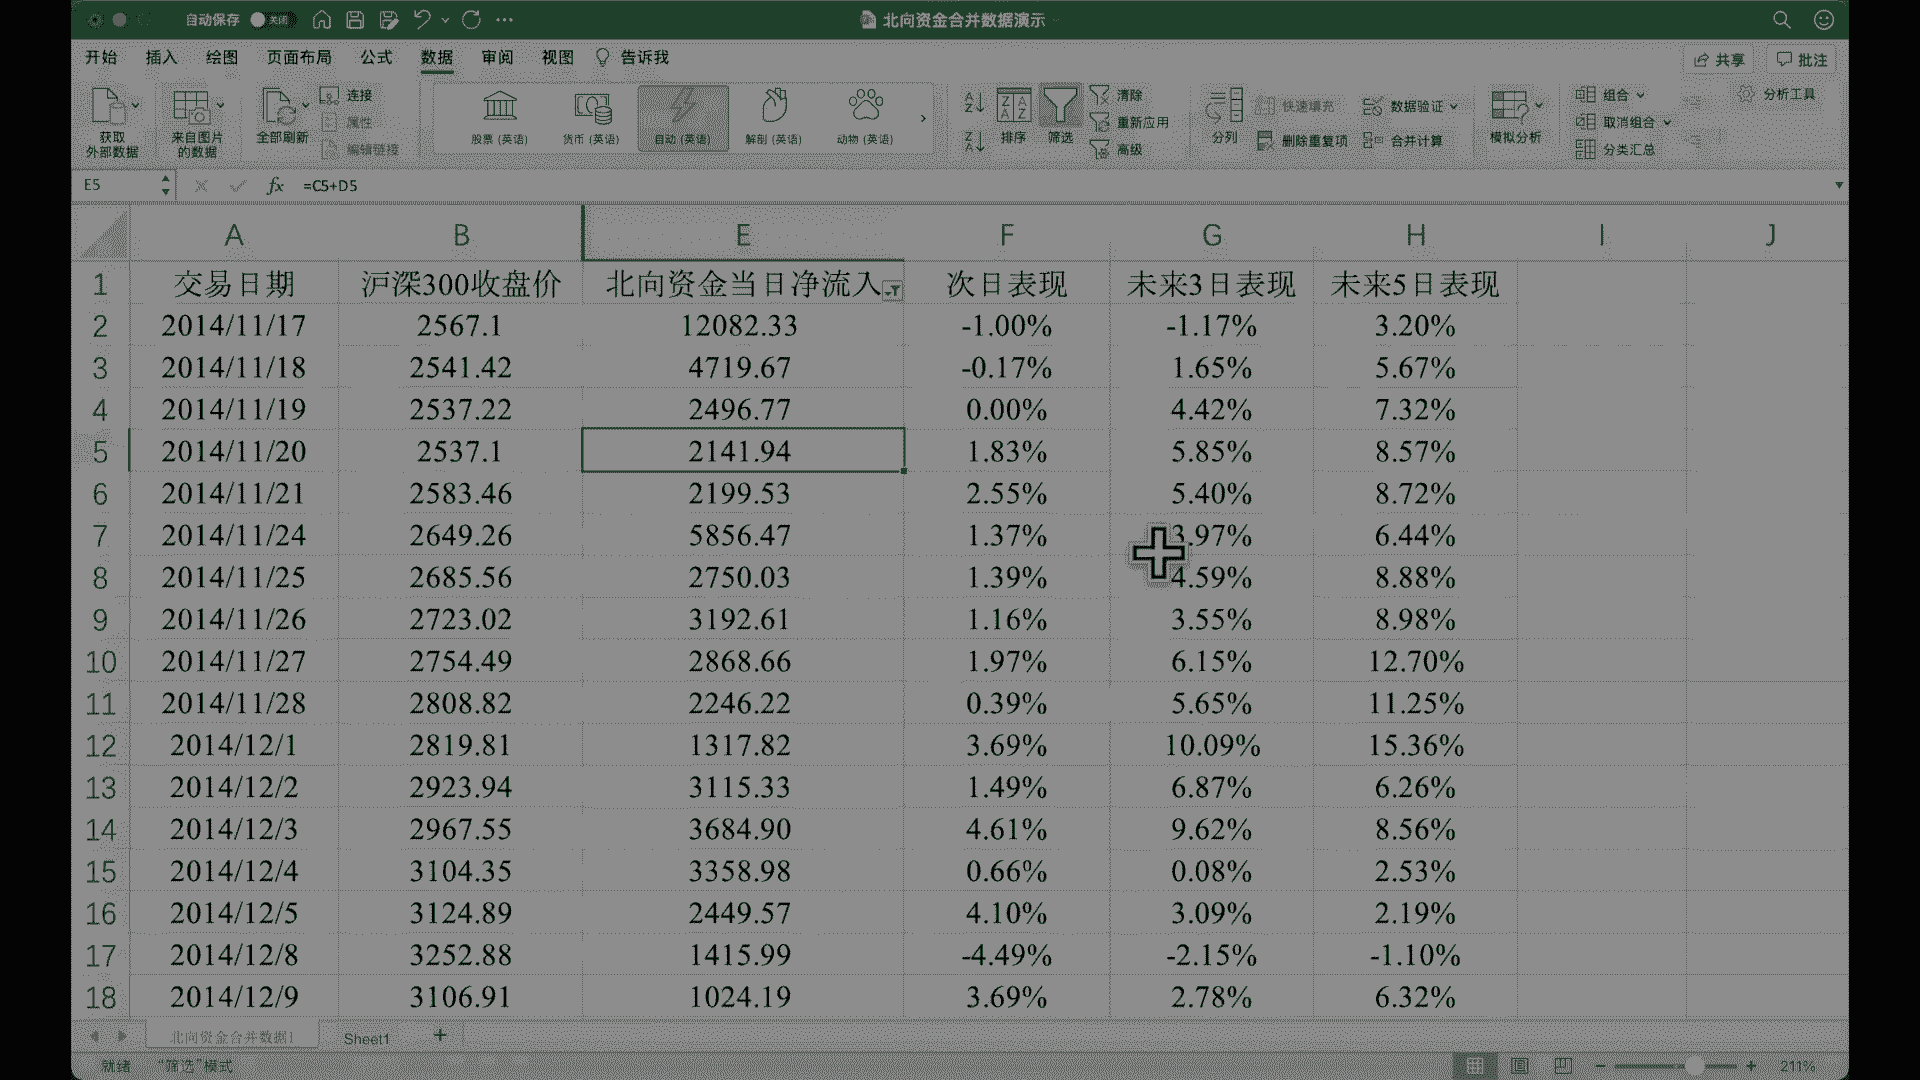 自动保存 关闭 北向资金合并数据演示
开始 插入 绘图 页面布局 公式 数据 审阅 视图 告诉我 共享 批注
获取外部数据 来自图片的数据 全部刷新 连接 属性 编辑链接 股票 (英语) 货币 (英语) 自动 (英语) 解剖 (英语) 动物 (英语) 排序 筛选 清除 重新应用 高级 分列 快速填充 删除重复项 数据验证 合并计算 模拟分析 组合 取消组合 分类汇总 分析工具
E5 fx =C5+D5
A B E F G H I J
1 交易日期 沪深300收盘价 北向资金当日净流入 次日表现 未来3日表现 未来5日表现
2 2014/11/17 2567.1 12082.33 -1.00% -1.17% 3.20%
3 2014/11/18 2541.42 4719.67 -0.17% 1.65% 5.67%
4 2014/11/19 2537.22 2496.77 0.00% 4.42% 7.32%
5 2014/11/20 2537.1 2141.94 1.83% 5.85% 8.57%
6 2014/11/21 2583.46 2199.53 2.55% 5.40% 8.72%
7 2014/11/24 2649.26 5856.47 1.37% 3.97% 6.44%
8 2014/11/25 2685.56 2750.03 1.39% 4.59% 8.88%
9 2014/11/26 2723.02 3192.61 1.16% 3.55% 8.98%
10 2014/11/27 2754.49 2868.66 1.97% 6.15% 12.70%
11 2014/11/28 2808.82 2246.22 0.39% 5.65% 11.25%
12 2014/12/1 2819.81 1317.82 3.69% 10.09% 15.36%
13 2014/12/2 2923.94 3115.33 1.49% 6.87% 6.26%
14 2014/12/3 2967.55 3684.90 4.61% 9.62% 8.56%
15 2014/12/4 3104.35 3358.98 0.66% 0.08% 2.53%
16 2014/12/5 3124.89 2449.57 4.10% 3.09% 2.19%
17 2014/12/8 3252.88 1415.99 -4.49% -2.15% -1.10%
18 2014/12/9 3106.91 1024.19 3.69% 2.78% 6.32%
北向资金合并数据1 Sheet1 +
就绪 “筛选”模式 211%